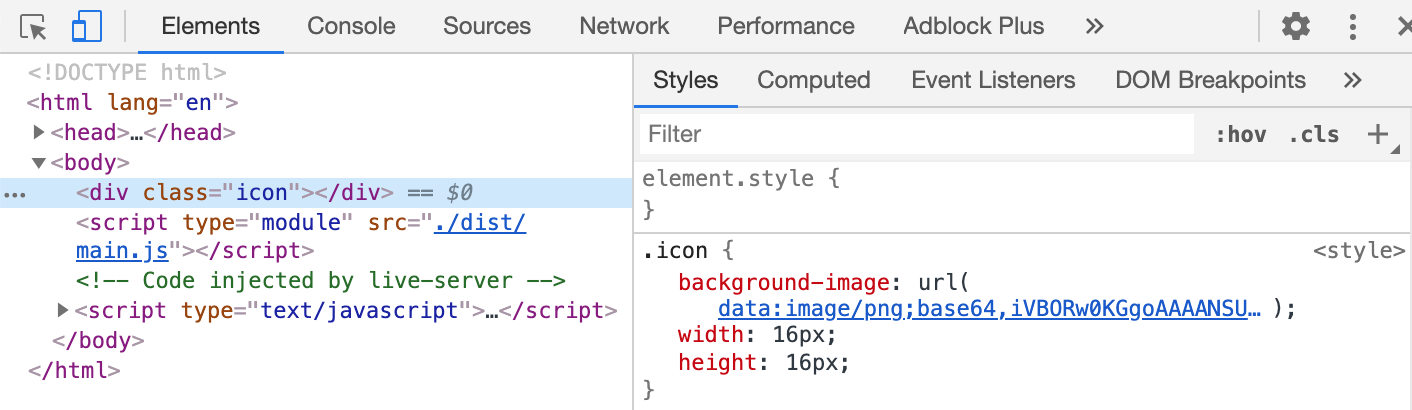 Elements Console Sources Network Performance Adblock Plus »
<!DOCTYPE html>
<html lang="en">
<head>…</head>
<body>
… <div class="icon"></div> == $0
<script type="module" src="./dist/
main.js"></script>
<!-- Code injected by live-server -->
<script type="text/javascript">…</script>
</body>
</html>
Styles Computed Event Listeners DOM Breakpoints »
Filter :hov .cls +
element.style {
}
.icon { <style>
background-image: url(
data:image/png;base64,iVBORw0KGgoAAAANSU… );
width: 16px;
height: 16px;
}